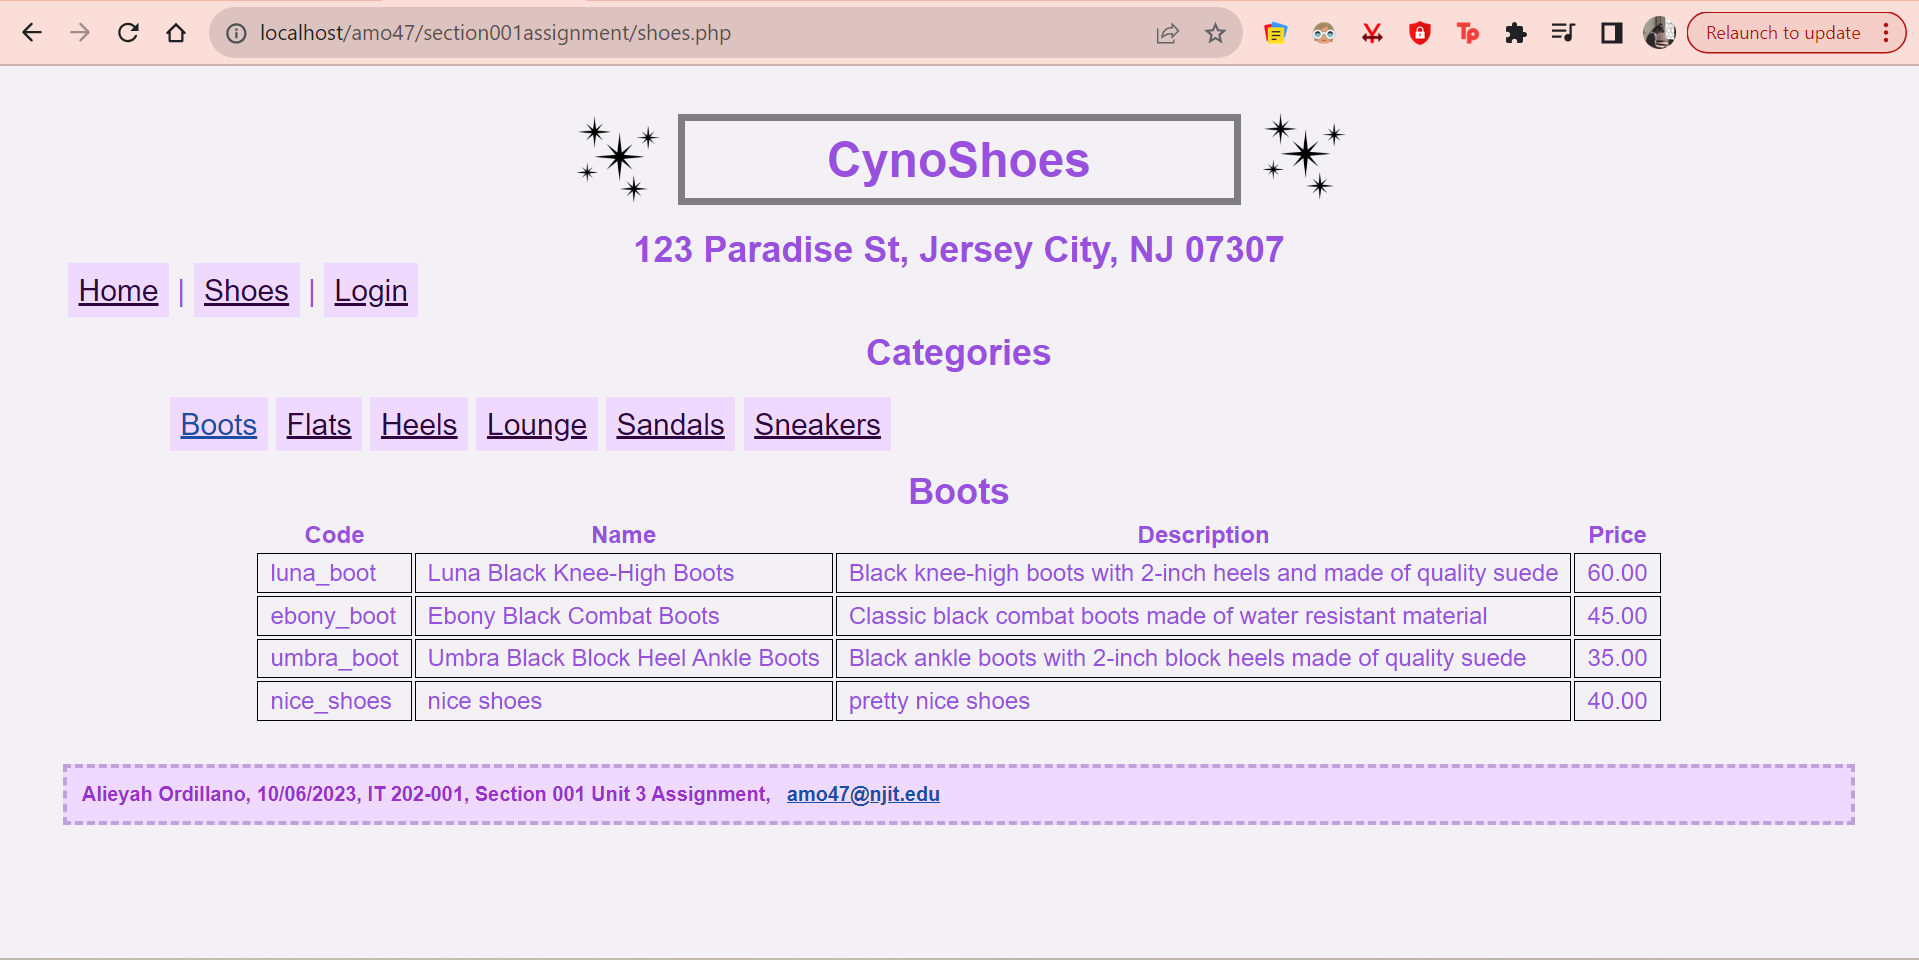 localhost/amo47/section001assignment/shoes.php Relaunch to update
CynoShoes
123 Paradise St, Jersey City, NJ 07307
Home | Shoes | Login
Categories
Boots Flats Heels Lounge Sandals Sneakers
Boots
Code Name Description Price
luna_boot Luna Black Knee-High Boots Black knee-high boots with 2-inch heels and made of quality suede 60.00
ebony_boot Ebony Black Combat Boots Classic black combat boots made of water resistant material 45.00
umbra_boot Umbra Black Block Heel Ankle Boots Black ankle boots with 2-inch block heels made of quality suede 35.00
nice_shoes nice shoes pretty nice shoes 40.00
Alieyah Ordillano, 10/06/2023, IT 202-001, Section 001 Unit 3 Assignment, amo47@njit.edu